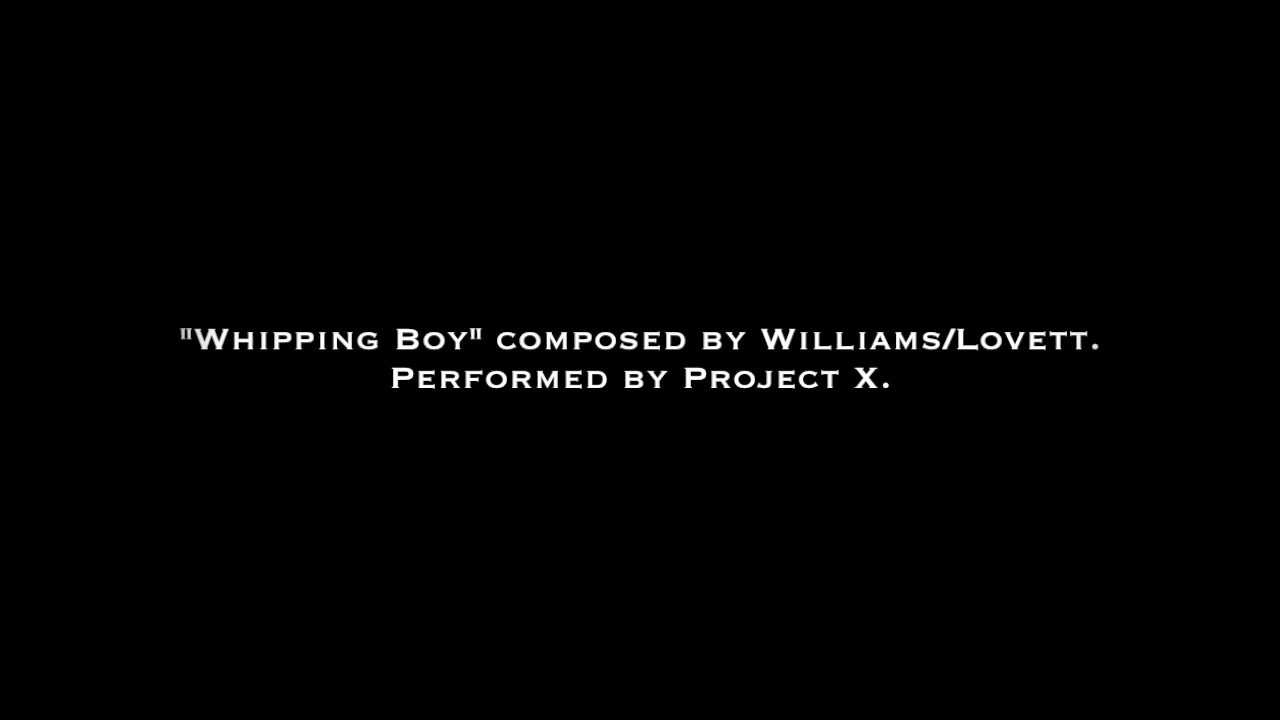 "Whipping Boy" composed by Williams/Lovett.
Performed by Project X.